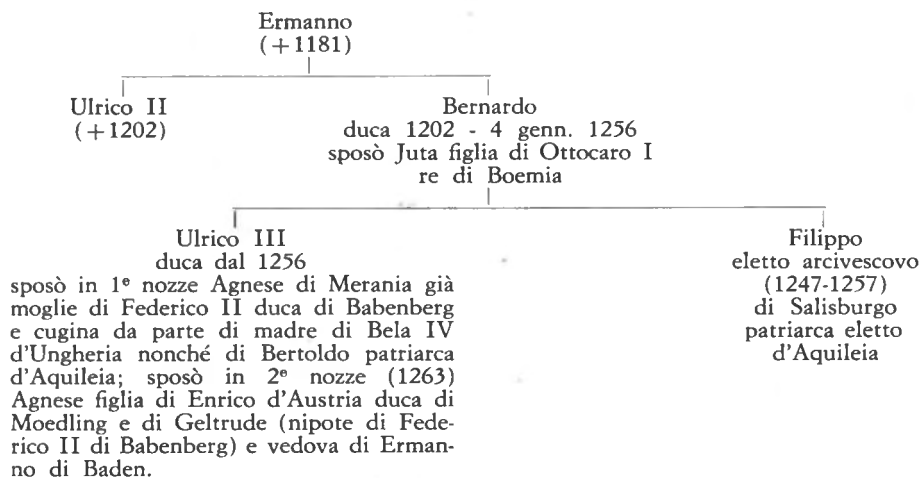 Ermanno
(+1181)
Ulrico II
(+1202)
Bernardo
duca 1202 - 4 genn. 1256
sposò Juta figlia di Ottocaro I
re di Boemia
Ulrico III
duca dal 1256
sposò in 1ᵉ nozze Agnese di Merania già
moglie di Federico II duca di Babenberg
e cugina da parte di madre di Bela IV
d'Ungheria nonché di Bertoldo patriarca
d'Aquileia; sposò in 2ᵉ nozze (1263)
Agnese figlia di Enrico d'Austria duca di
Moedling e di Geltrude (nipote di Fede-
rico II di Babenberg) e vedova di Erman-
no di Baden.
Filippo
eletto arcivescovo
(1247-1257)
di Salisburgo
patriarca eletto
d'Aquileia